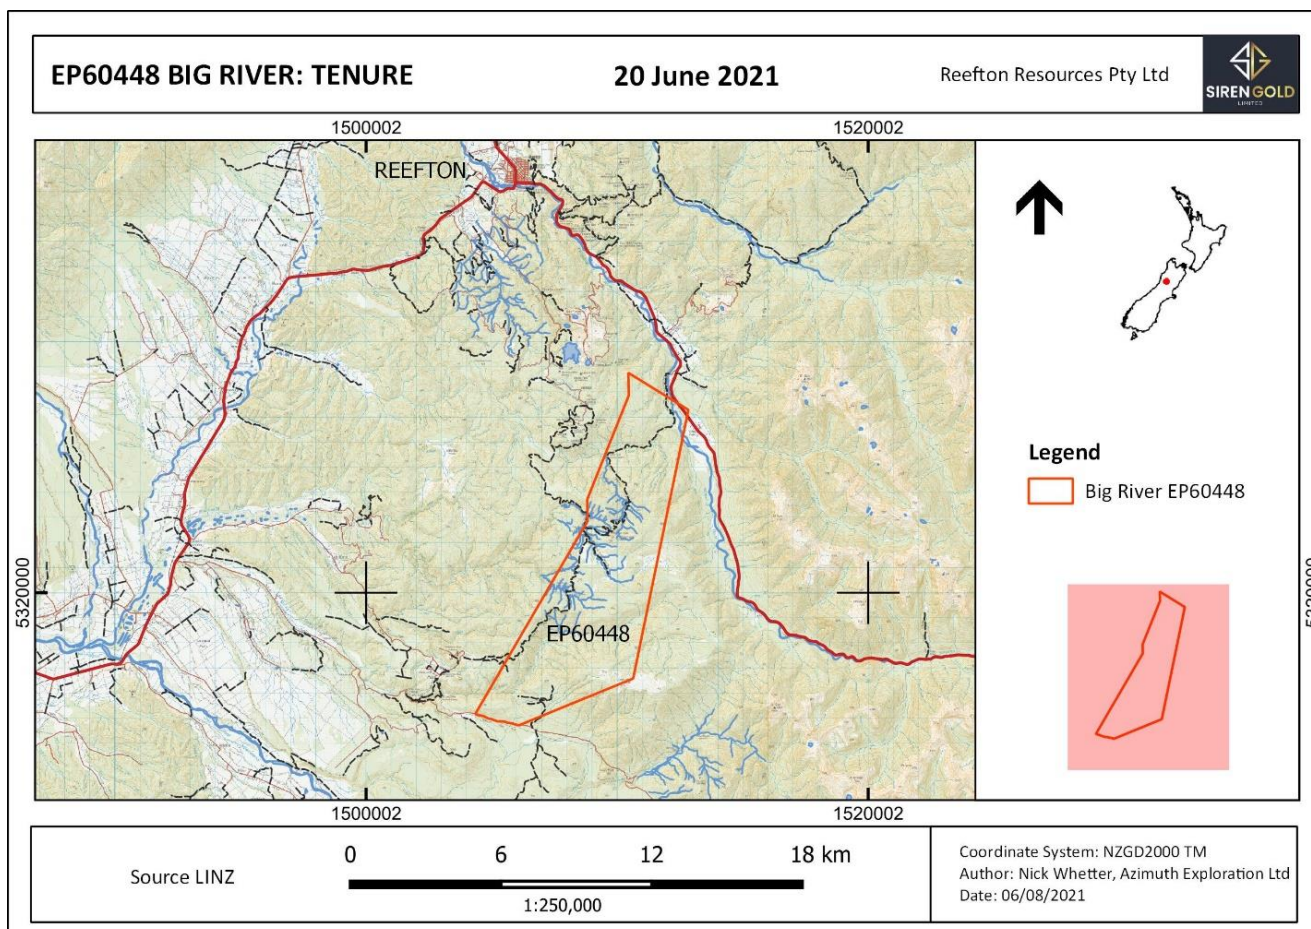 EP60448 BIG RIVER: TENURE
20 June 2021
Reefton Resources Pty Ltd
SIREN GOLD
LIMITED
1500002
1520002
REEFTON
Legend
Big River EP60448
5320000
5320000
EP60448
1500002
1520002
Source LINZ
0 6 12 18 km
1:250,000
Coordinate System: NZGD2000 TM
Author: Nick Whetter, Azimuth Exploration Ltd
Date: 06/08/2021